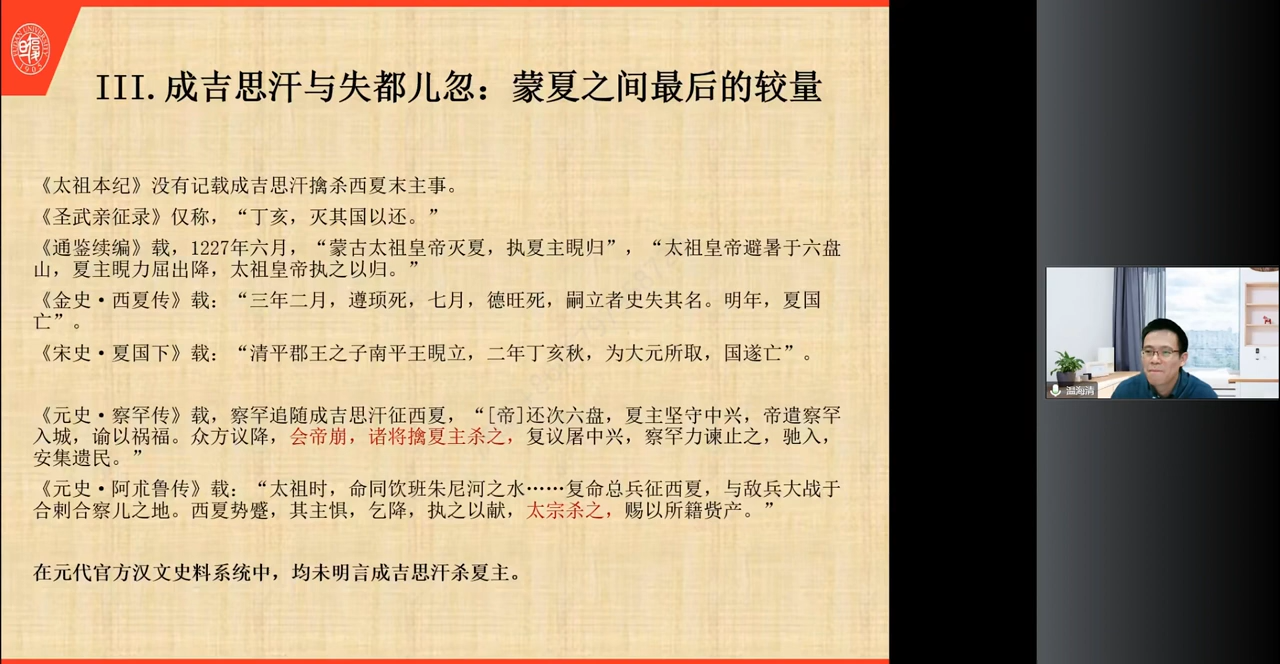 III. 成吉思汗与失都儿忽：蒙夏之间最后的较量
《太祖本纪》没有记载成吉思汗擒杀西夏末主事。
《圣武亲征录》仅称，“丁亥，灭其国以还。”
《通鉴续编》载，1227年六月，“蒙古太祖皇帝灭夏，执夏主晛归”，“太祖皇帝避暑于六盘
山，夏主晛力屈出降，太祖皇帝执之以归。”
《金史·西夏传》载：“三年二月，遵顼死，七月，德旺死，嗣立者史失其名。明年，夏国
亡”。
《宋史·夏国下》载：“清平郡王之子南平王晛立，二年丁亥秋，为大元所取，国遂亡”。
《元史·察罕传》载，察罕追随成吉思汗征西夏，“[帝]还次六盘，夏主坚守中兴，帝遣察罕
入城，谕以祸福。众方议降，会帝崩，诸将擒夏主杀之，复议屠中兴，察罕力谏止之，驰入，
安集遗民。”
《元史·阿朮鲁传》载：“太祖时，命同饮班朱尼河之水……复命总兵征西夏，与敌兵大战于
合刺合察儿之地。西夏势蹙，其主惧，乞降，执之以献，太宗杀之，赐以所籍赀产。”
在元代官方汉文史料系统中，均未明言成吉思汗杀夏主。
温海清